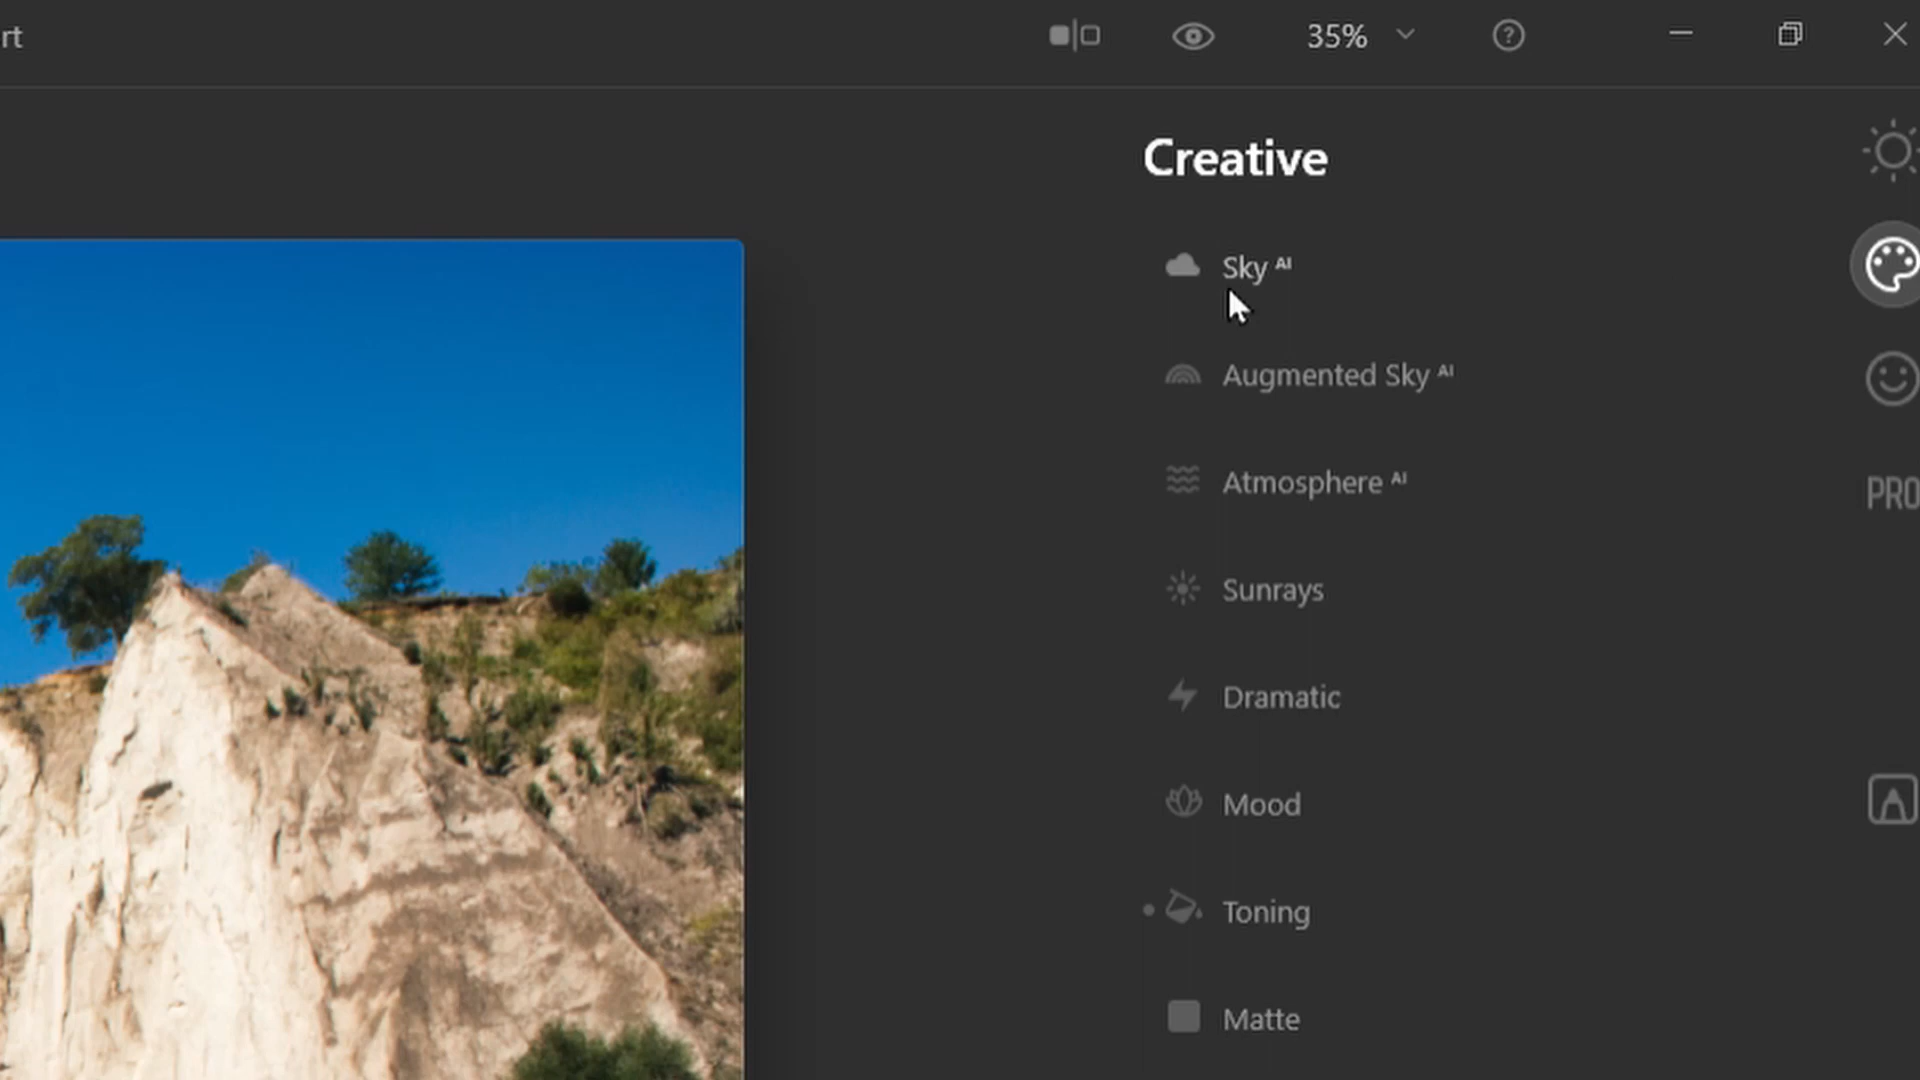 rt
35%
Creative
Sky AI
Augmented Sky AI
Atmosphere AI
PRO
Sunrays
Dramatic
Mood
Toning
Matte